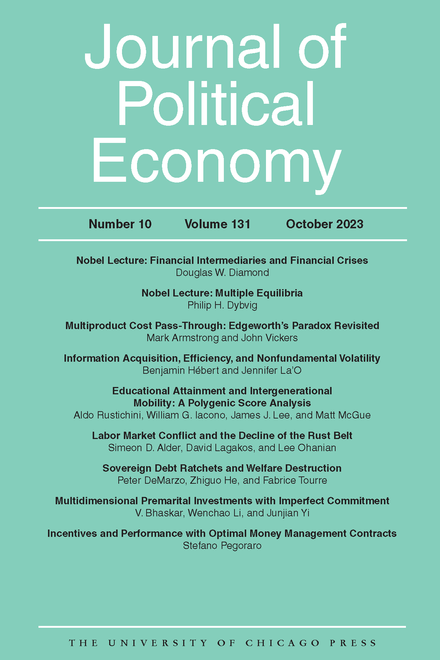 Journal of
Political
Economy
Number 10 Volume 131 October 2023
Nobel Lecture: Financial Intermediaries and Financial Crises
Douglas W. Diamond
Nobel Lecture: Multiple Equilibria
Philip H. Dybvig
Multiproduct Cost Pass-Through: Edgeworth's Paradox Revisited
Mark Armstrong and John Vickers
Information Acquisition, Efficiency, and Nonfundamental Volatility
Benjamin Hébert and Jennifer La'O
Educational Attainment and Intergenerational
Mobility: A Polygenic Score Analysis
Aldo Rustichini, William G. Iacono, James J. Lee, and Matt McGue
Labor Market Conflict and the Decline of the Rust Belt
Simeon D. Alder, David Lagakos, and Lee Ohanian
Sovereign Debt Ratchets and Welfare Destruction
Peter DeMarzo, Zhiguo He, and Fabrice Tourre
Multidimensional Premarital Investments with Imperfect Commitment
V. Bhaskar, Wenchao Li, and Junjian Yi
Incentives and Performance with Optimal Money Management Contracts
Stefano Pegoraro
THE UNIVERSITY OF CHICAGO PRESS